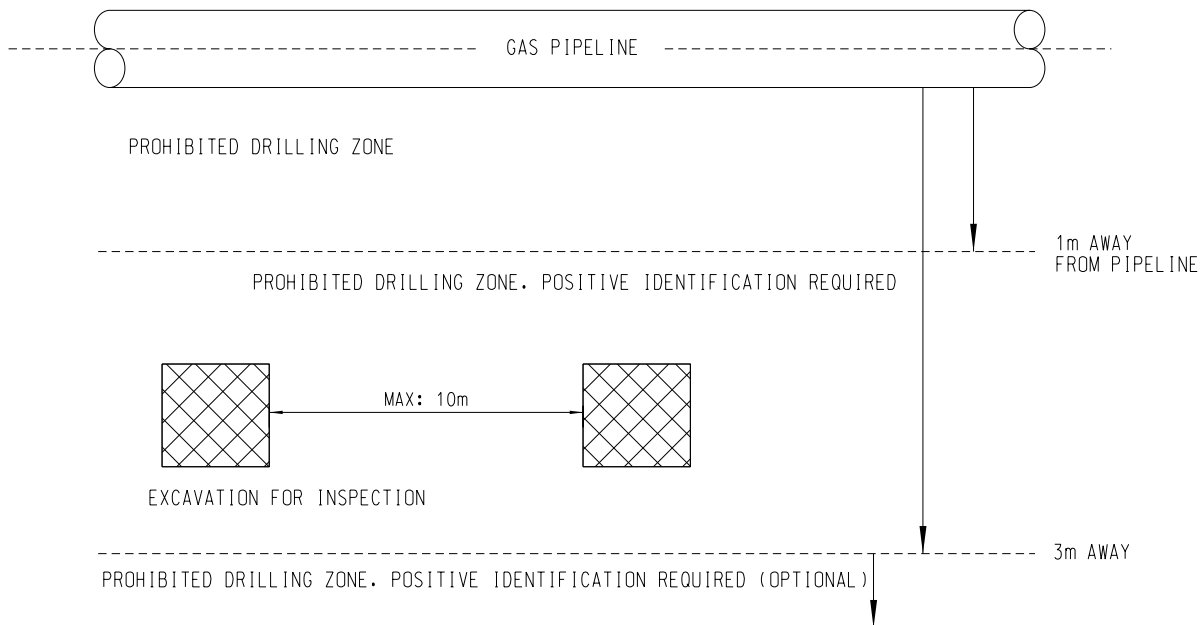 GAS PIPELINE
PROHIBITED DRILLING ZONE
1m AWAY
FROM PIPELINE
PROHIBITED DRILLING ZONE. POSITIVE IDENTIFICATION REQUIRED
MAX: 10m
EXCAVATION FOR INSPECTION
3m AWAY
PROHIBITED DRILLING ZONE. POSITIVE IDENTIFICATION REQUIRED (OPTIONAL)